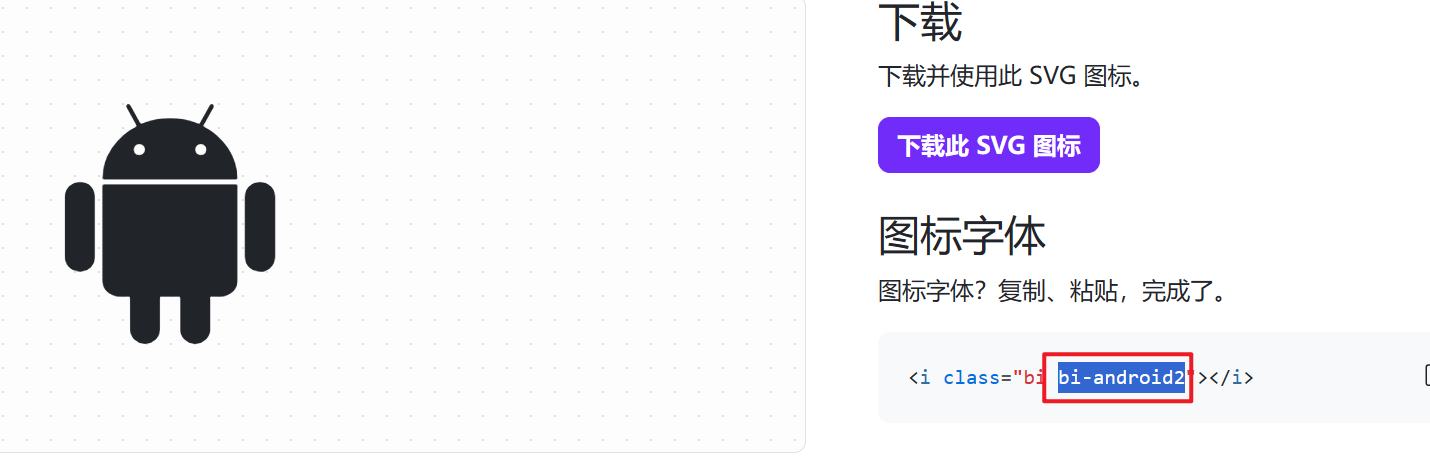 下载
下载并使用此 SVG 图标。
下载此 SVG 图标
图标字体
图标字体？复制、粘贴，完成了。
<i class="bi bi-android2"></i>